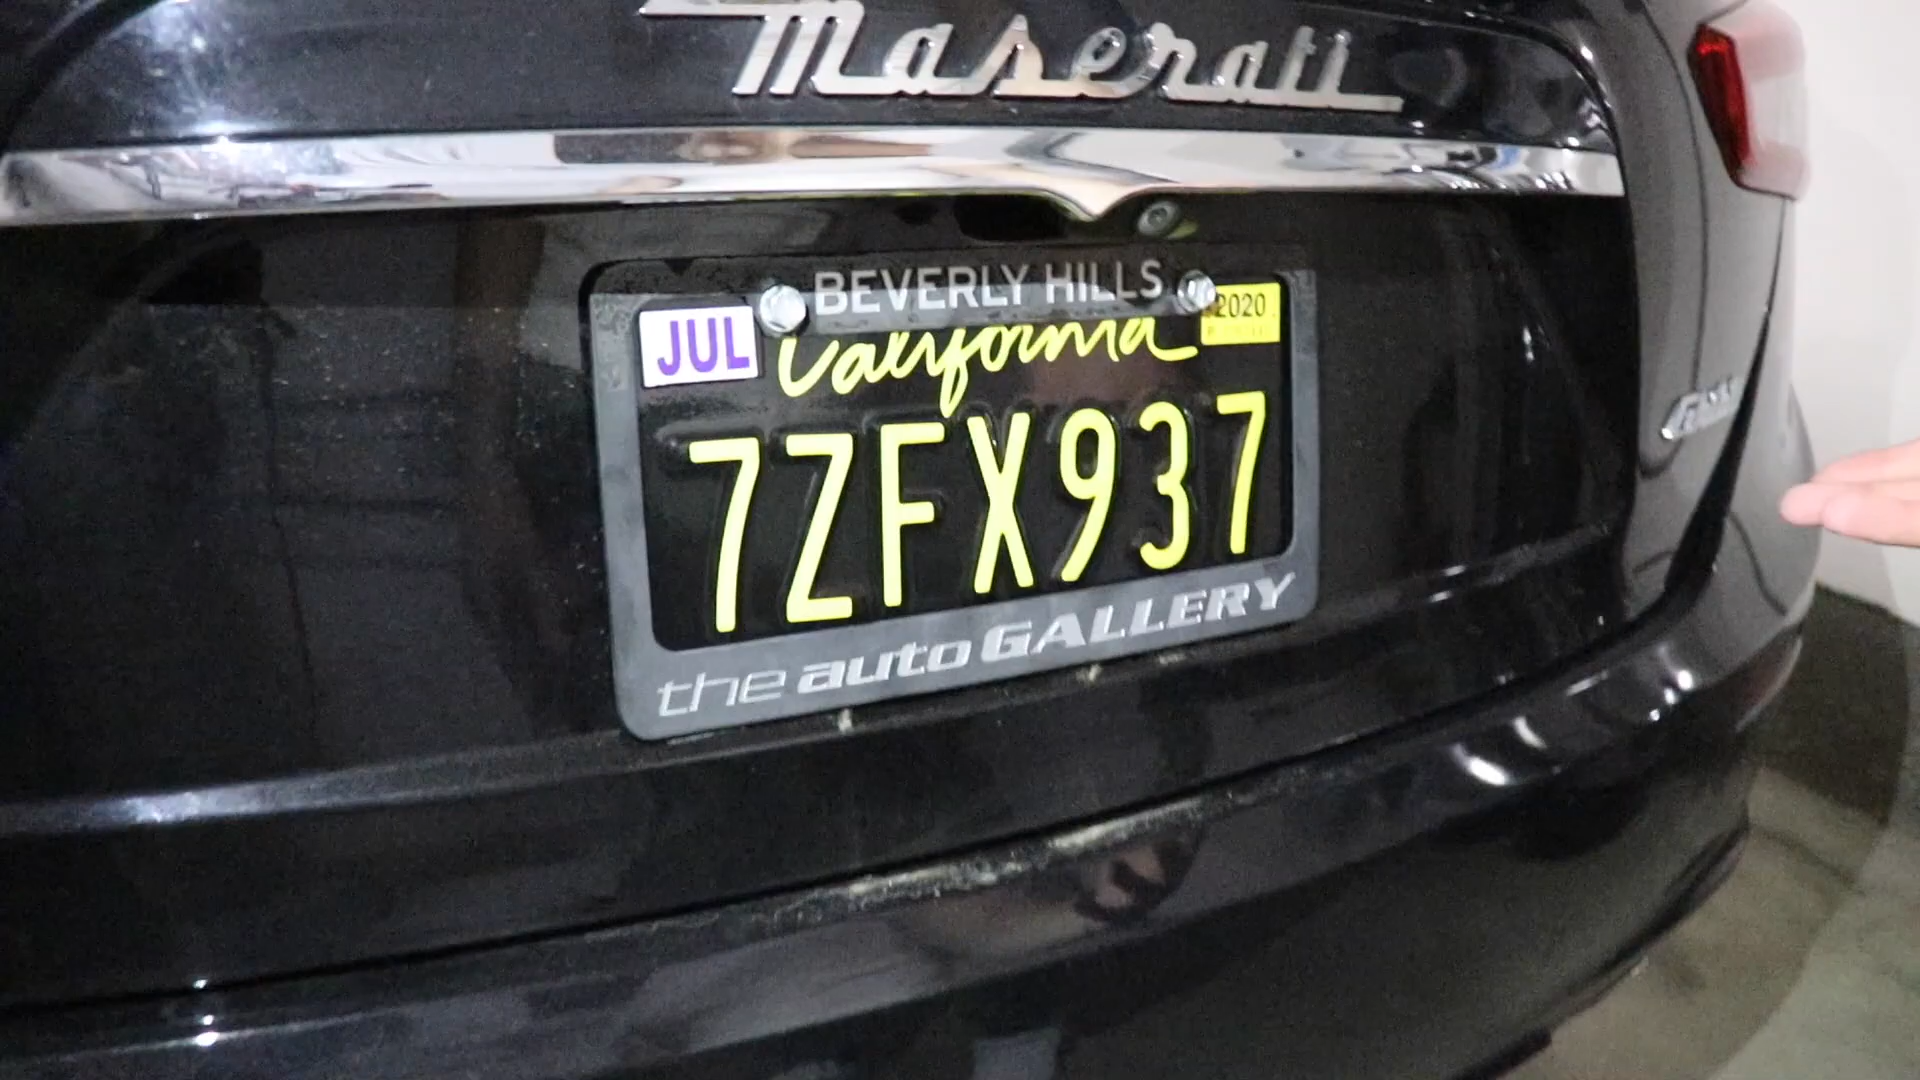 Maserati
BEVERLY HILLS
JUL
California
2020
7ZFX937
the auto GALLERY